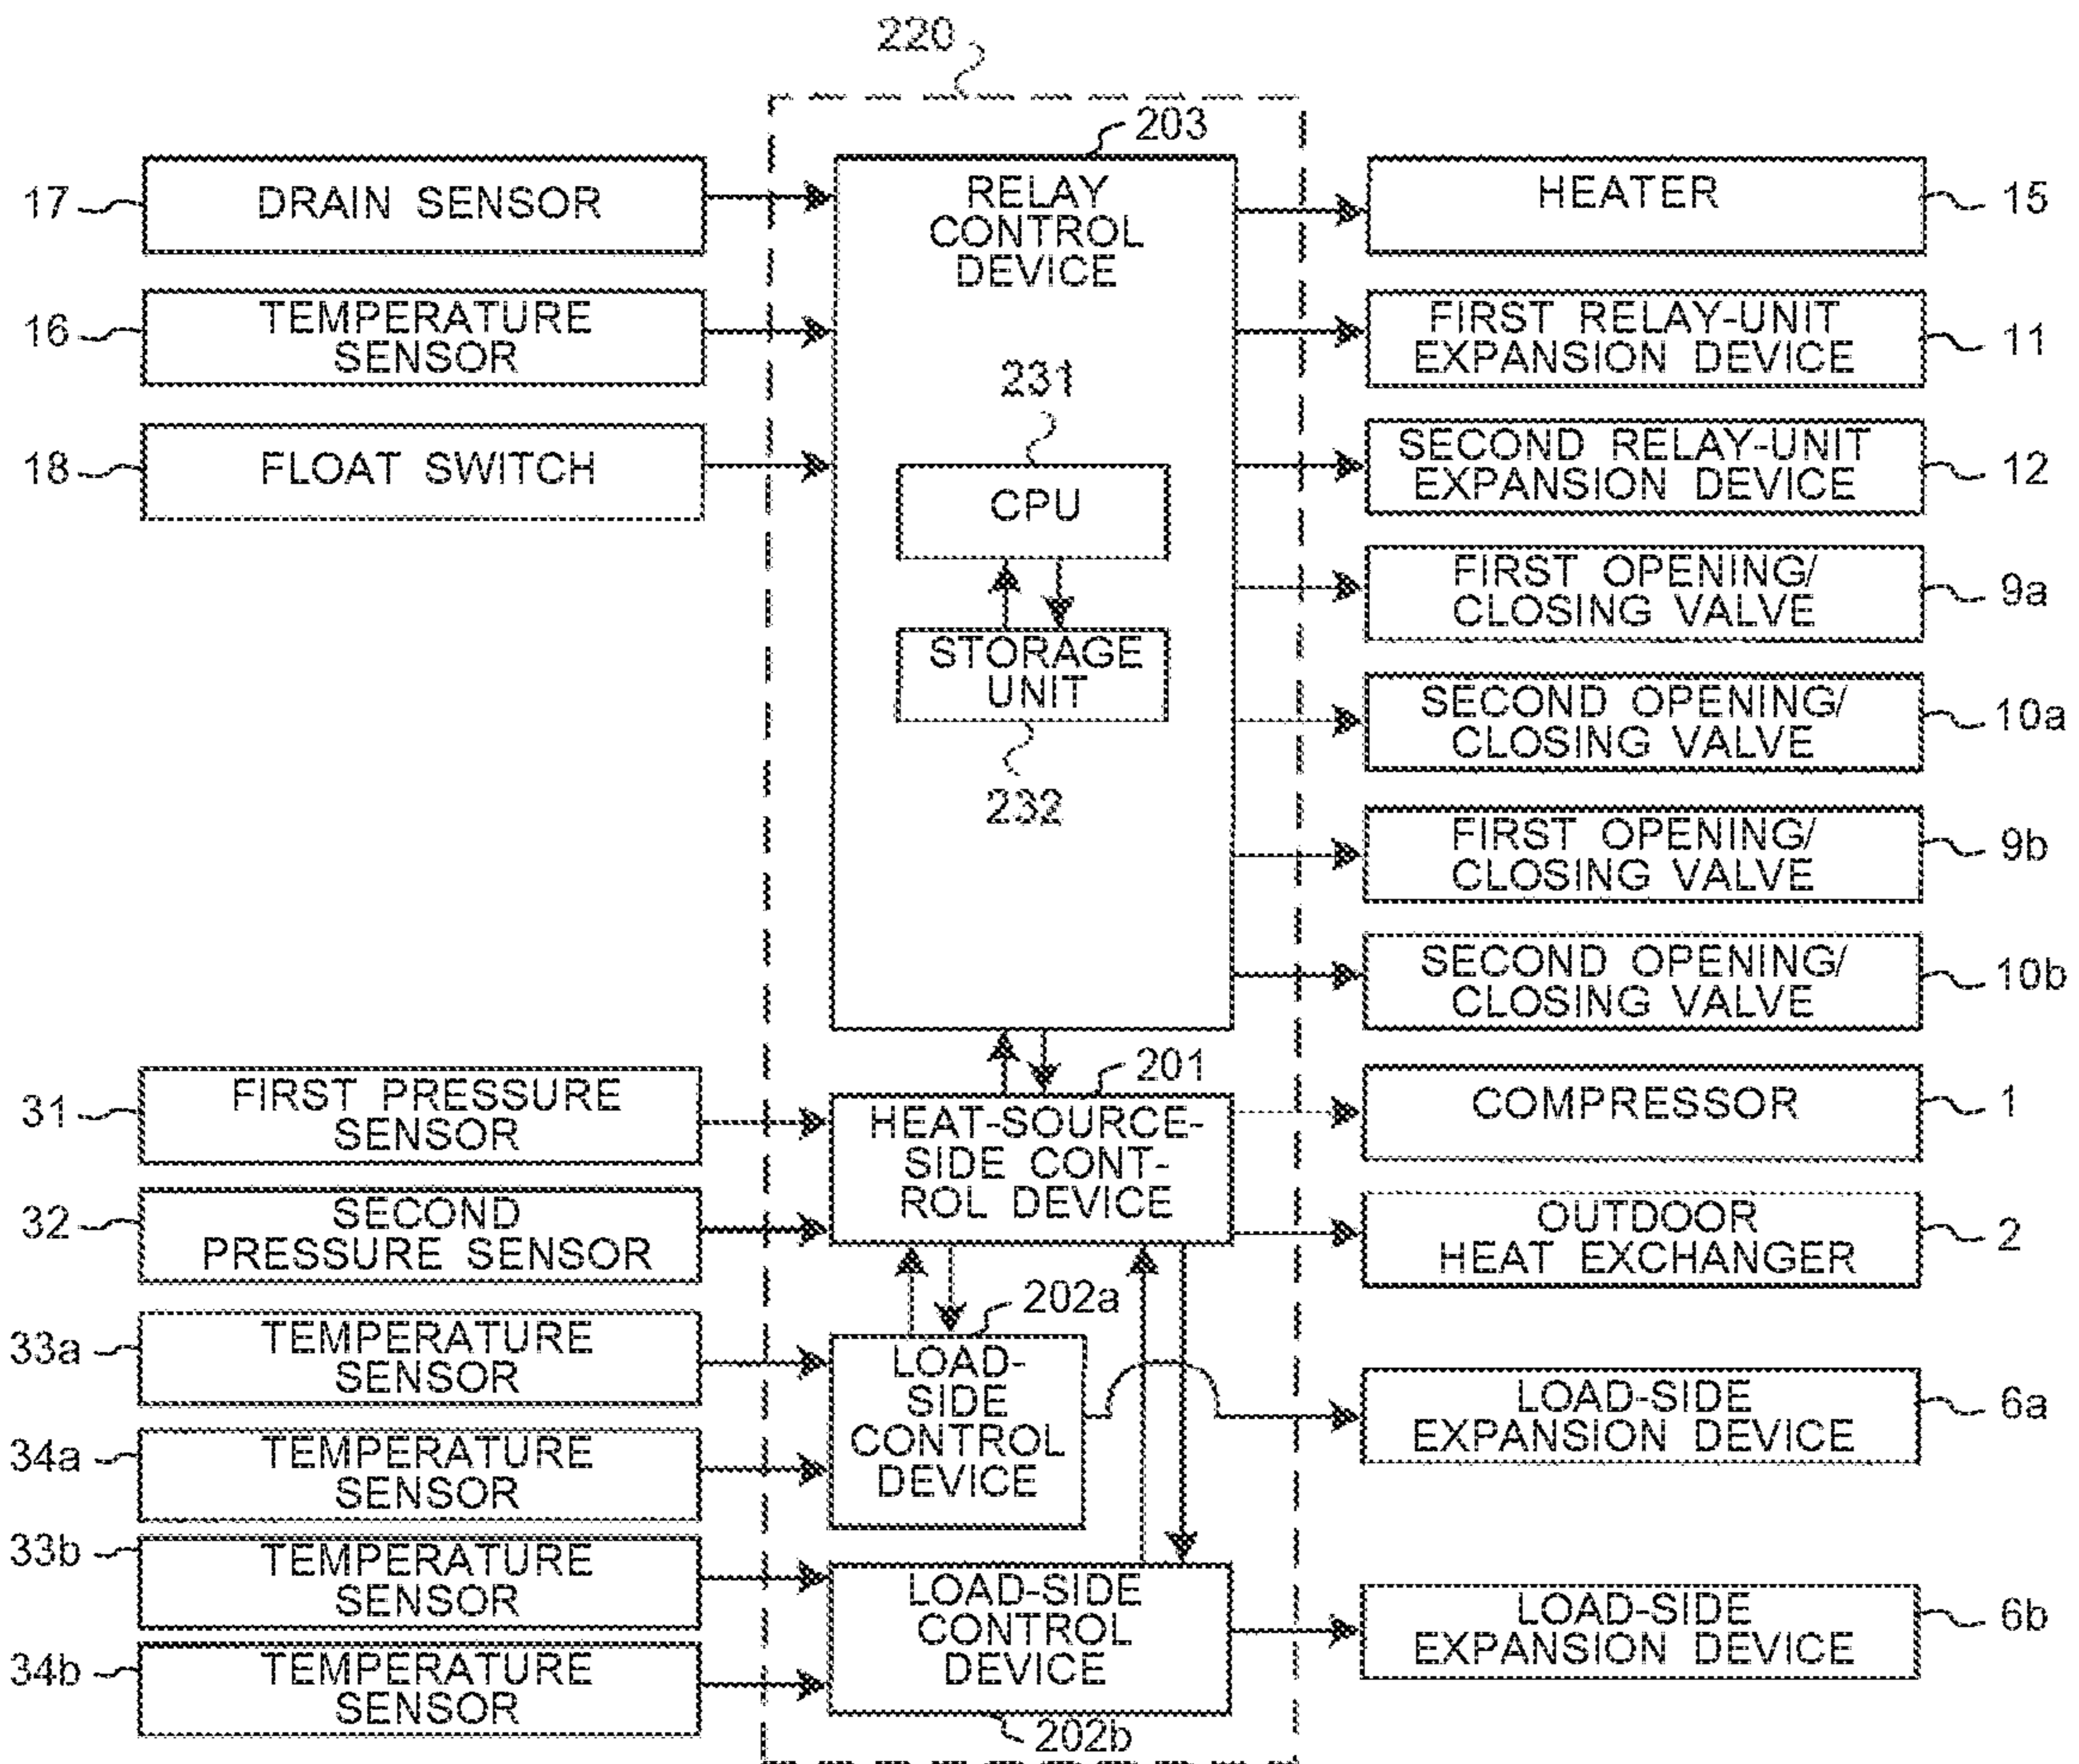 220
203
17
DRAIN SENSOR
RELAY
CONTROL
DEVICE
HEATER
15
16
TEMPERATURE
SENSOR
FIRST RELAY-UNIT
EXPANSION DEVICE
11
18
FLOAT SWITCH
231
CPU
SECOND RELAY-UNIT
EXPANSION DEVICE
12
FIRST OPENING/
CLOSING VALVE
9a
STORAGE
UNIT
232
SECOND OPENING/
CLOSING VALVE
10a
FIRST OPENING/
CLOSING VALVE
9b
SECOND OPENING/
CLOSING VALVE
10b
31
FIRST PRESSURE
SENSOR
201
HEAT-SOURCE-
SIDE CONT-
ROL DEVICE
COMPRESSOR
1
32
SECOND
PRESSURE SENSOR
OUTDOOR
HEAT EXCHANGER
2
33a
TEMPERATURE
SENSOR
202a
LOAD-
SIDE
CONTROL
DEVICE
LOAD-SIDE
EXPANSION DEVICE
6a
34a
TEMPERATURE
SENSOR
33b
TEMPERATURE
SENSOR
LOAD-SIDE
CONTROL
DEVICE
202b
LOAD-SIDE
EXPANSION DEVICE
6b
34b
TEMPERATURE
SENSOR